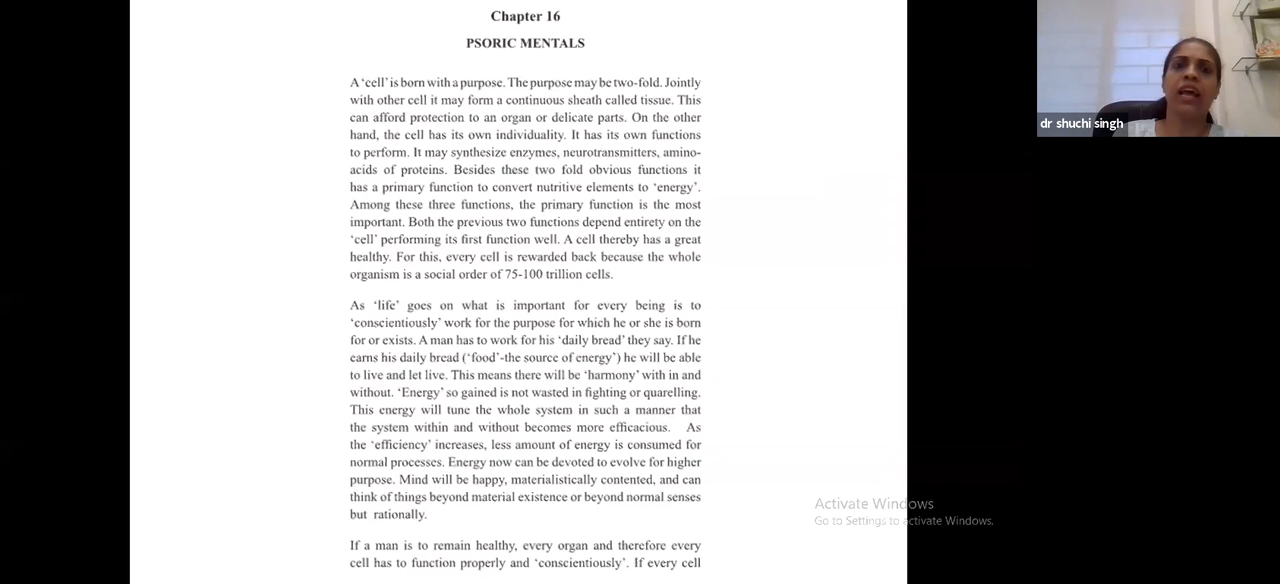 Chapter 16
PSORIC MENTALS
A ‘cell’ is born with a purpose. The purpose may be two-fold. Jointly
with other cell it may form a continuous sheath called tissue. This
can afford protection to an organ or delicate parts. On the other
hand, the cell has its own individuality. It has its own functions
to perform. It may synthesize enzymes, neurotransmitters, amino-
acids of proteins. Besides these two fold obvious functions it
has a primary function to convert nutritive elements to ‘energy’.
Among these three functions, the primary function is the most
important. Both the previous two functions depend entirety on the
‘cell’ performing its first function well. A cell thereby has a great
healthy. For this, every cell is rewarded back because the whole
organism is a social order of 75-100 trillion cells.
As ‘life’ goes on what is important for every being is to
‘conscientiously’ work for the purpose for which he or she is born
for or exists. A man has to work for his ‘daily bread’ they say. If he
earns his daily bread (‘food’-the source of energy’) he will be able
to live and let live. This means there will be ‘harmony’ with in and
without. ‘Energy’ so gained is not wasted in fighting or quarelling.
This energy will tune the whole system in such a manner that
the system within and without becomes more efficacious. As
the ‘efficiency’ increases, less amount of energy is consumed for
normal processes. Energy now can be devoted to evolve for higher
purpose. Mind will be happy, materialistically contented, and can
think of things beyond material existence or beyond normal senses
but rationally.
If a man is to remain healthy, every organ and therefore every
cell has to function properly and ‘conscientiously’. If every cell
dr shuchi singh
Activate Windows
Go to Settings to activate Windows.